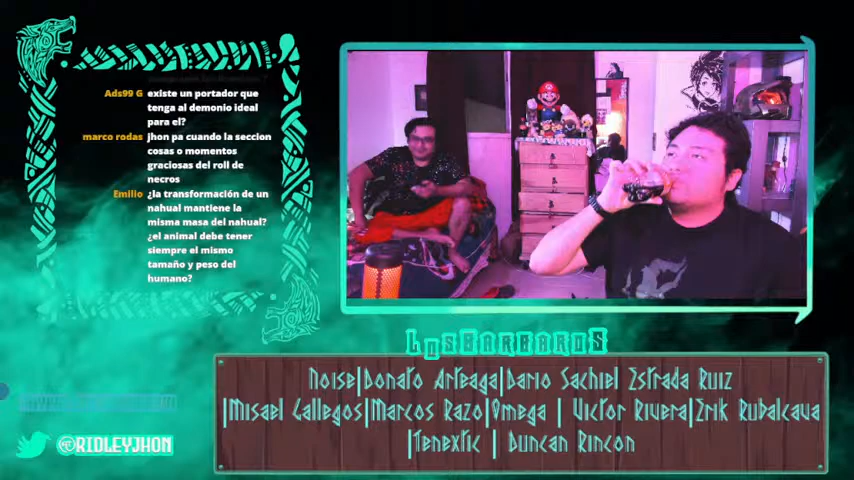 Ads99 G existe un portador que
tenga al demonio ideal
para el?
marco rodas jhon pa cuando la seccion
cosas o momentos
graciosas del roll de
necros
Emilio ¿la transformación de un
nahual mantiene la
misma masa del nahual?
¿el animal debe tener
siempre el mismo
tamaño y peso del
humano?
LosBarbaros
Noise|Donato Arteaga|Dario Sachiel Estrada Ruiz
|Misael Gallegos|Marcos Razo|Omega | Victor Rivera|Erik Rubalcava
|Tenextic | Duncan Rincon
@RIDLEYJHON